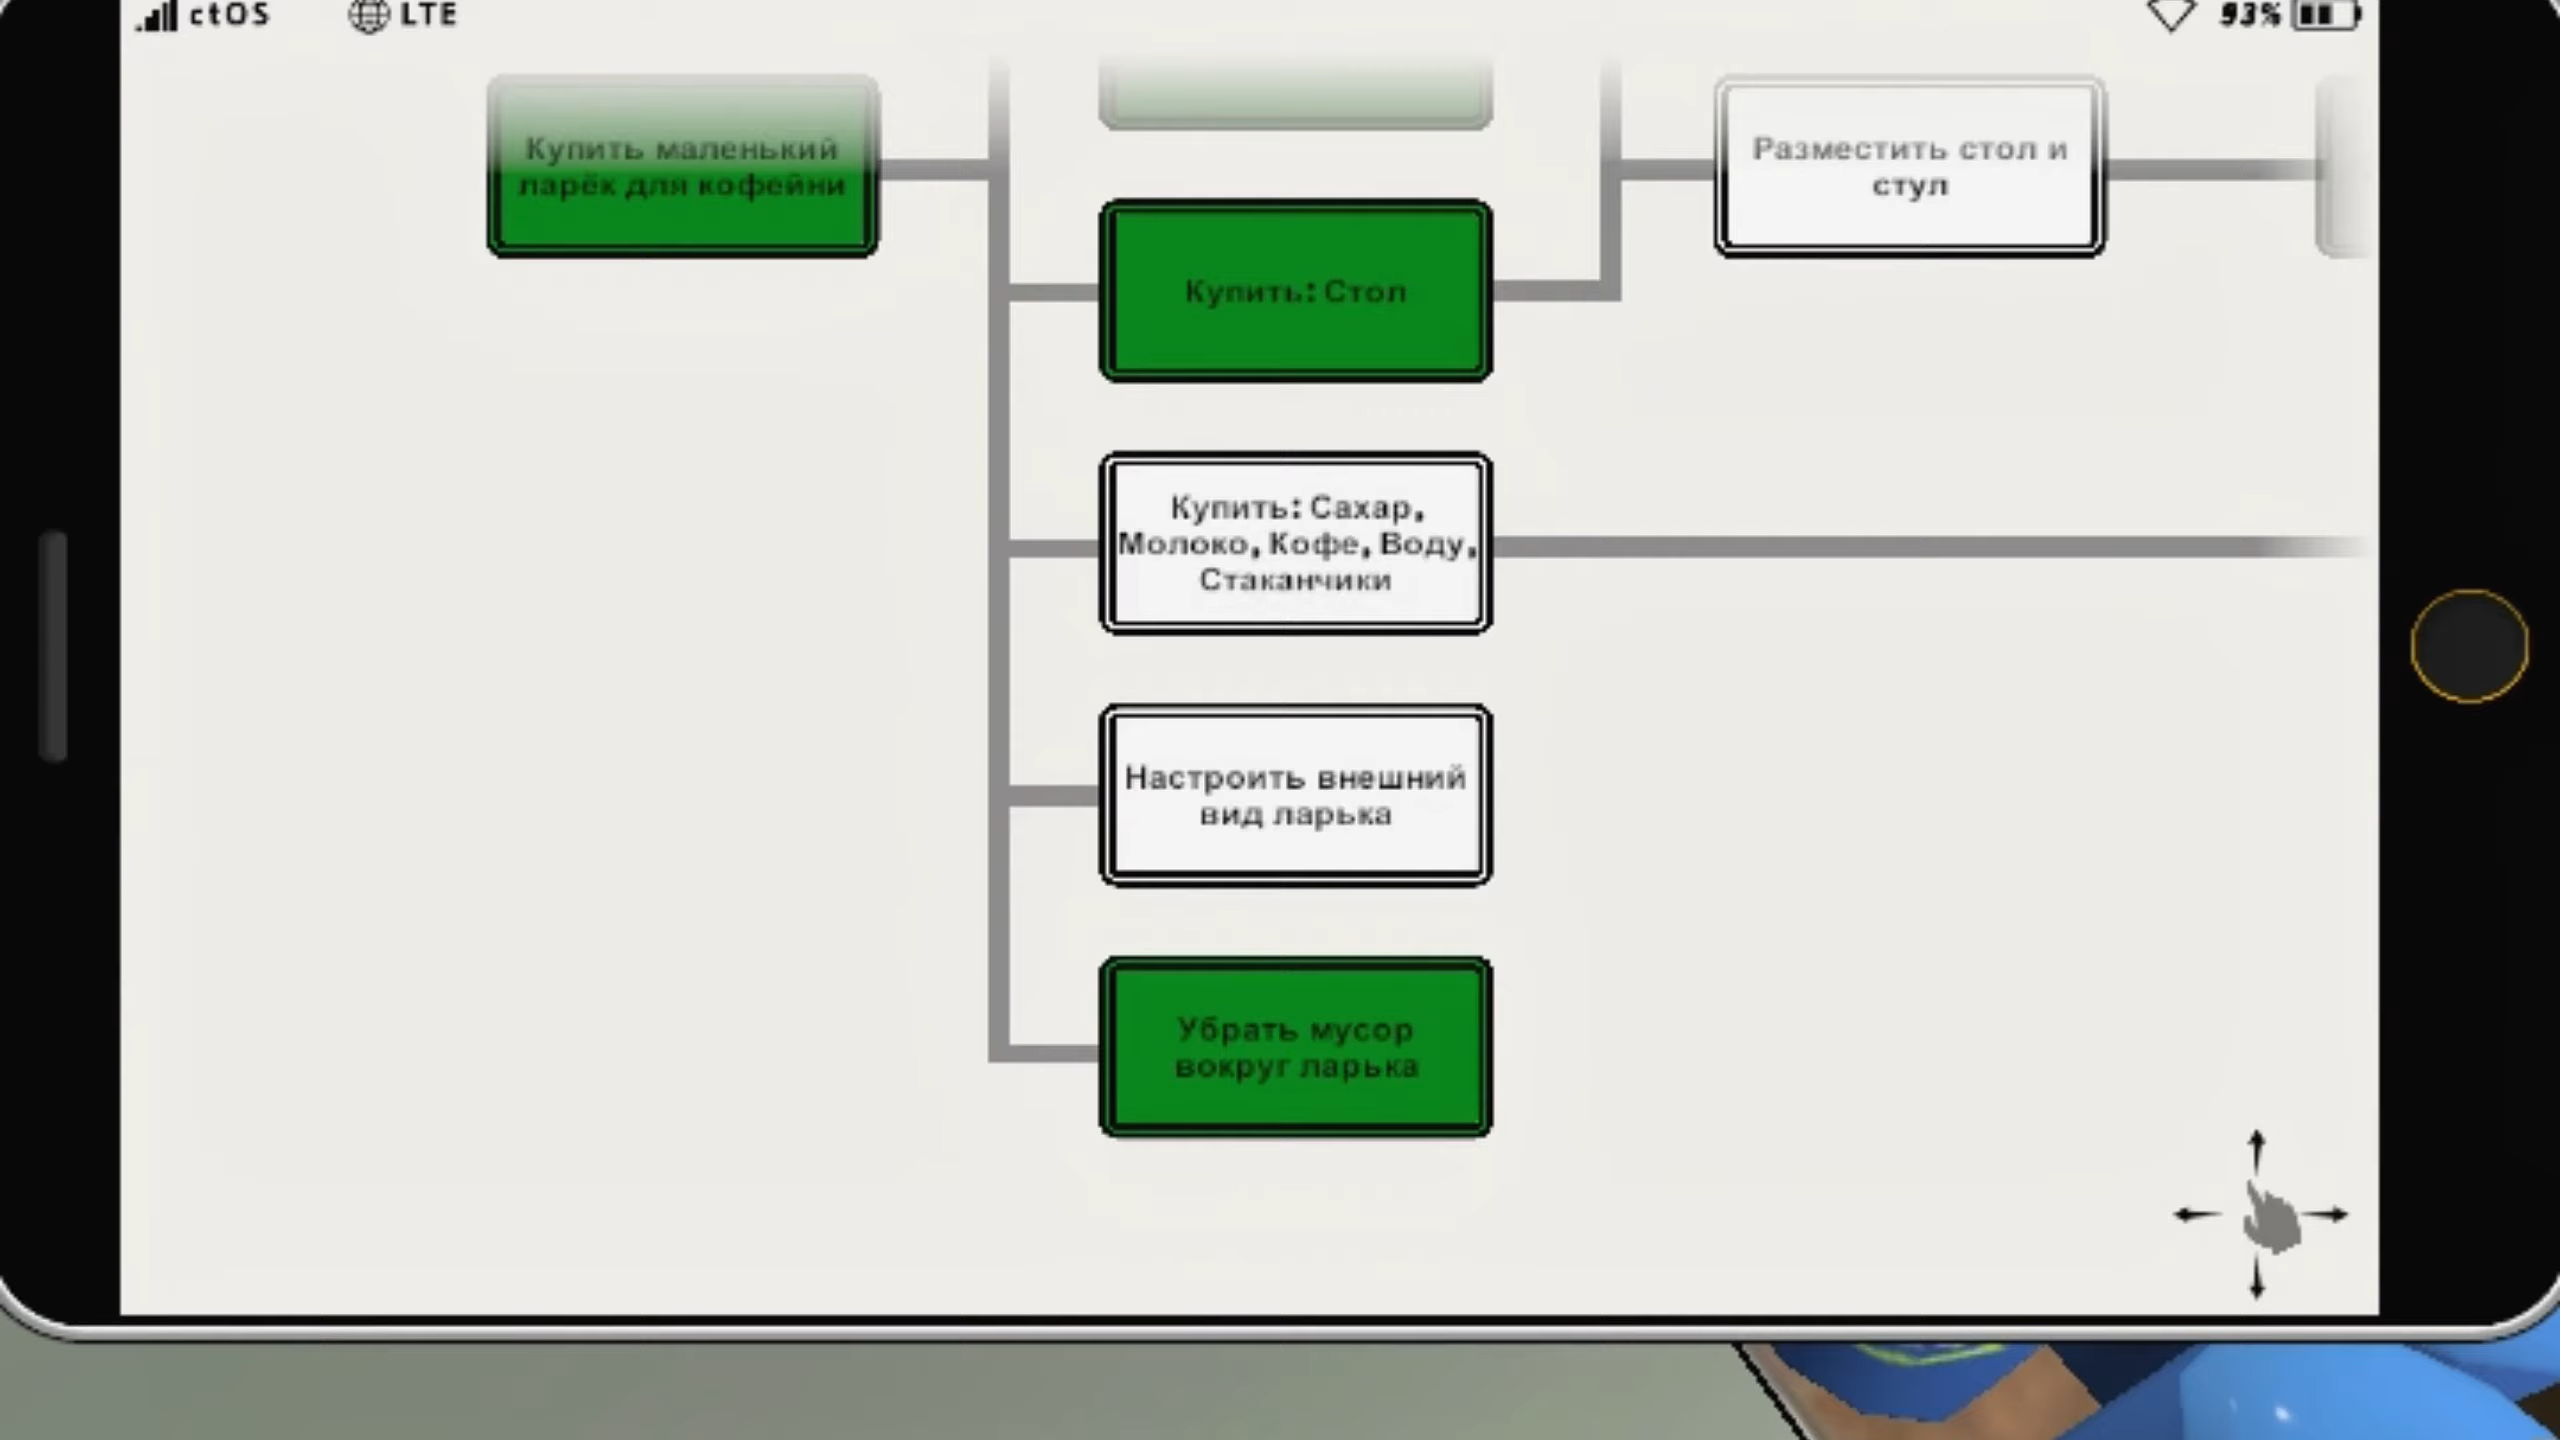 ctOS LTE 93%
Купить маленький
ларёк для кофейни
Разместить стол и
стул
Купить: Стол
Купить: Сахар,
Молоко, Кофе, Воду,
Стаканчики
Настроить внешний
вид ларька
Убрать мусор
вокруг ларька